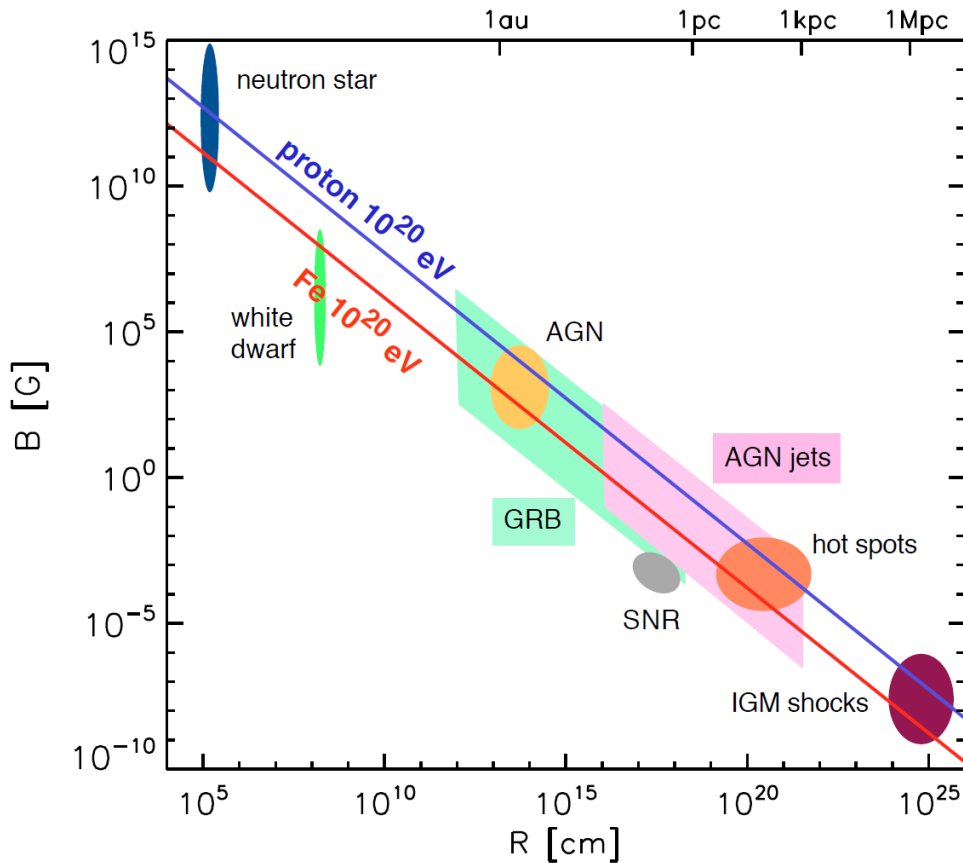 1au 1pc 1kpc 1Mpc
10^15
neutron star
proton 10^20 eV
10^10
Fe 10^20 eV
white
dwarf
10^5
AGN
B [G]
AGN jets
10^0
GRB
hot spots
SNR
10^-5
IGM shocks
10^-10
10^5 10^10 10^15 10^20 10^25
R [cm]